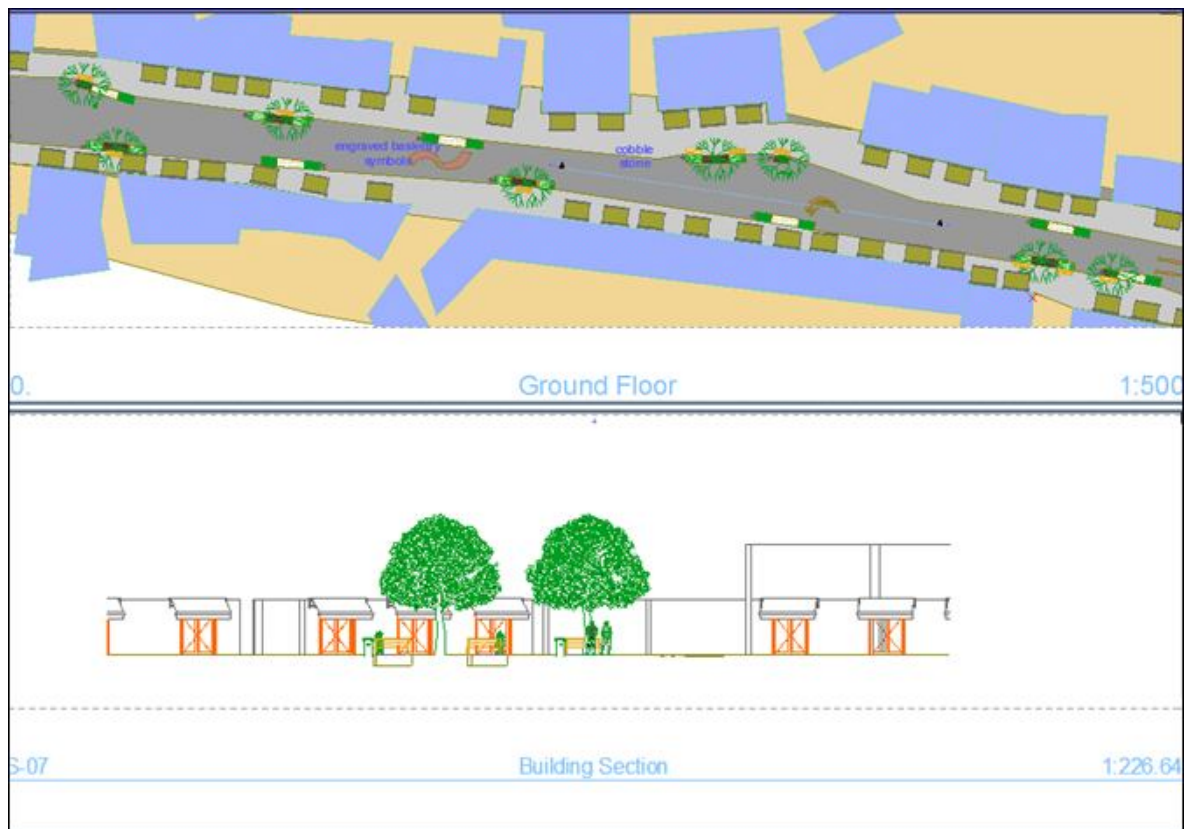 engraved basketry
symbols
cobble
stone
0.
Ground Floor
1:500
S-07
Building Section
1:226.64